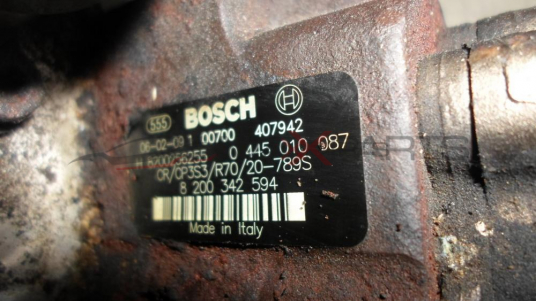 555 BOSCH
06-02-09 1 00700 407942
H 8200256255 0 445 010 087
CR/CP3S3/R70/20-789S
8 200 342 594
Made in Italy